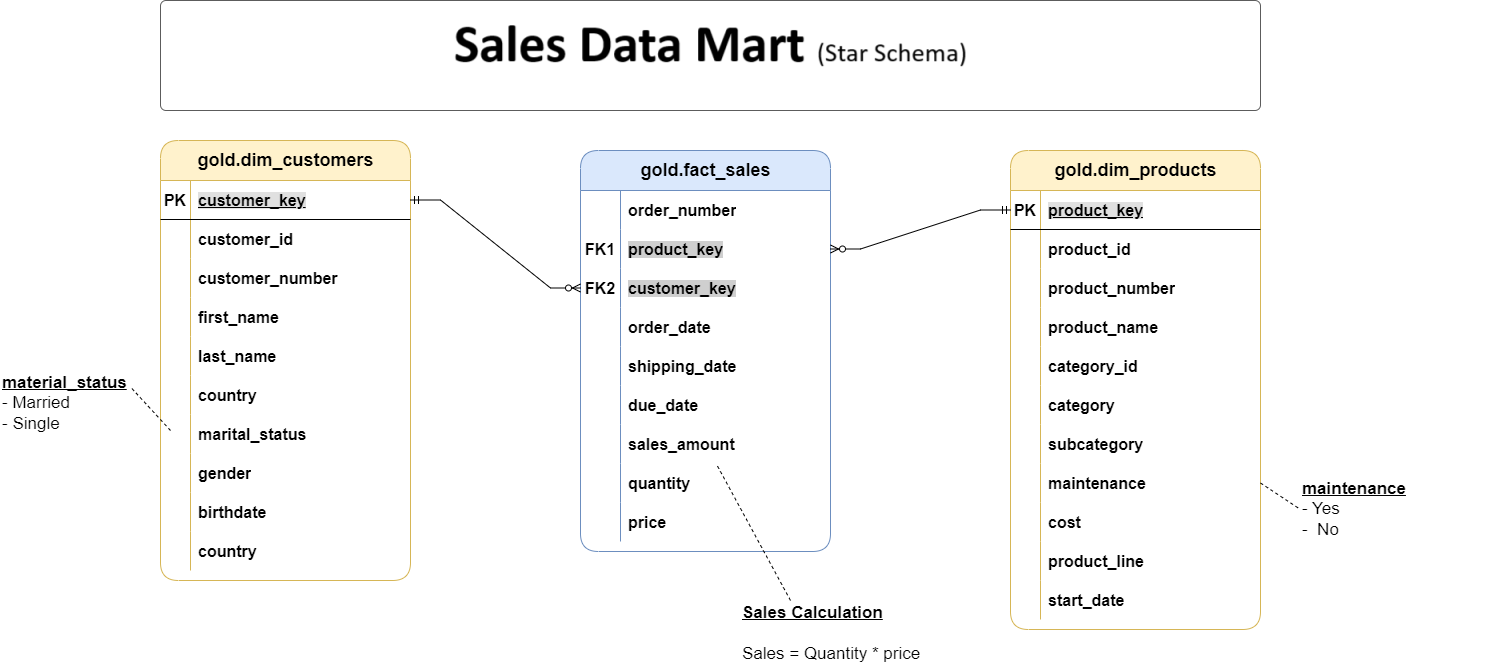 Sales Data Mart (Star Schema)
gold.dim_customers
PK customer_key
customer_id
customer_number
first_name
last_name
country
marital_status
gender
birthdate
country
material_status
- Married
- Single
gold.fact_sales
order_number
FK1 product_key
FK2 customer_key
order_date
shipping_date
due_date
sales_amount
quantity
price
Sales Calculation
Sales = Quantity * price
gold.dim_products
PK product_key
product_id
product_number
product_name
category_id
category
subcategory
maintenance
cost
product_line
start_date
maintenance
- Yes
- No